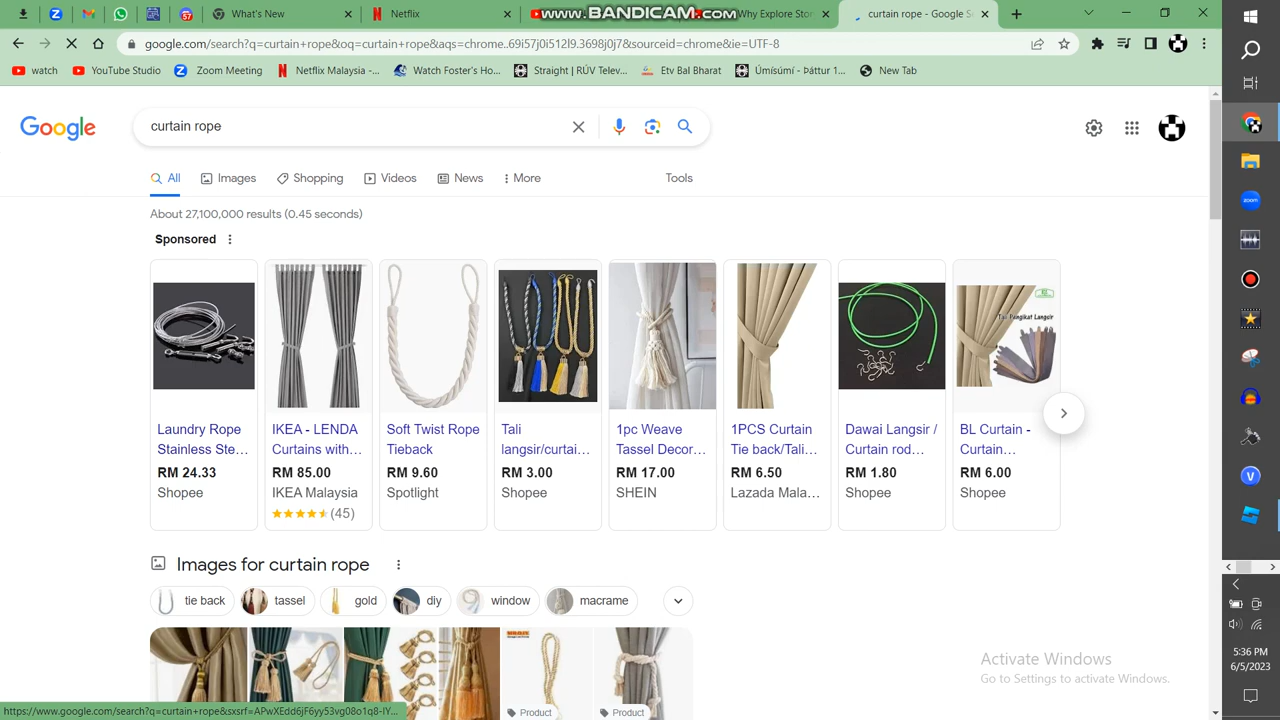 What's New
Netflix
www.BANDICAM.com
Why Explore Stor
curtain rope - Google Se
57
google.com/search?q=curtain+rope&oq=curtain+rope&aqs=chrome...69i57j0i512l9.3698j0j7&sourceid=chrome&ie=UTF-8
watch
YouTube Studio
Zoom Meeting
Netflix Malaysia -...
Watch Foster's Ho...
Straight | RÚV Telev...
Etv Bal Bharat
Úmísúmí - Þáttur 1...
New Tab
Google
curtain rope
All
Images
Shopping
Videos
News
More
Tools
About 27,100,000 results (0.45 seconds)
Sponsored
Tali Pengikat Langsir
Laundry Rope Stainless Ste...
RM 24.33
Shopee
IKEA - LENDA Curtains with...
RM 85.00
IKEA Malaysia
(45)
Soft Twist Rope Tieback
RM 9.60
Spotlight
Tali langsir/curtai...
RM 3.00
Shopee
1pc Weave Tassel Decor...
RM 17.00
SHEIN
1PCS Curtain Tie back/Tali...
RM 6.50
Lazada Mala...
Dawai Langsir / Curtain rod...
RM 1.80
Shopee
BL Curtain - Curtain...
RM 6.00
Shopee
Images for curtain rope
tie back
tassel
gold
diy
window
macrame
Product
Product
Activate Windows
Go to Settings to activate Windows.
zoom
5:36 PM
6/5/2023